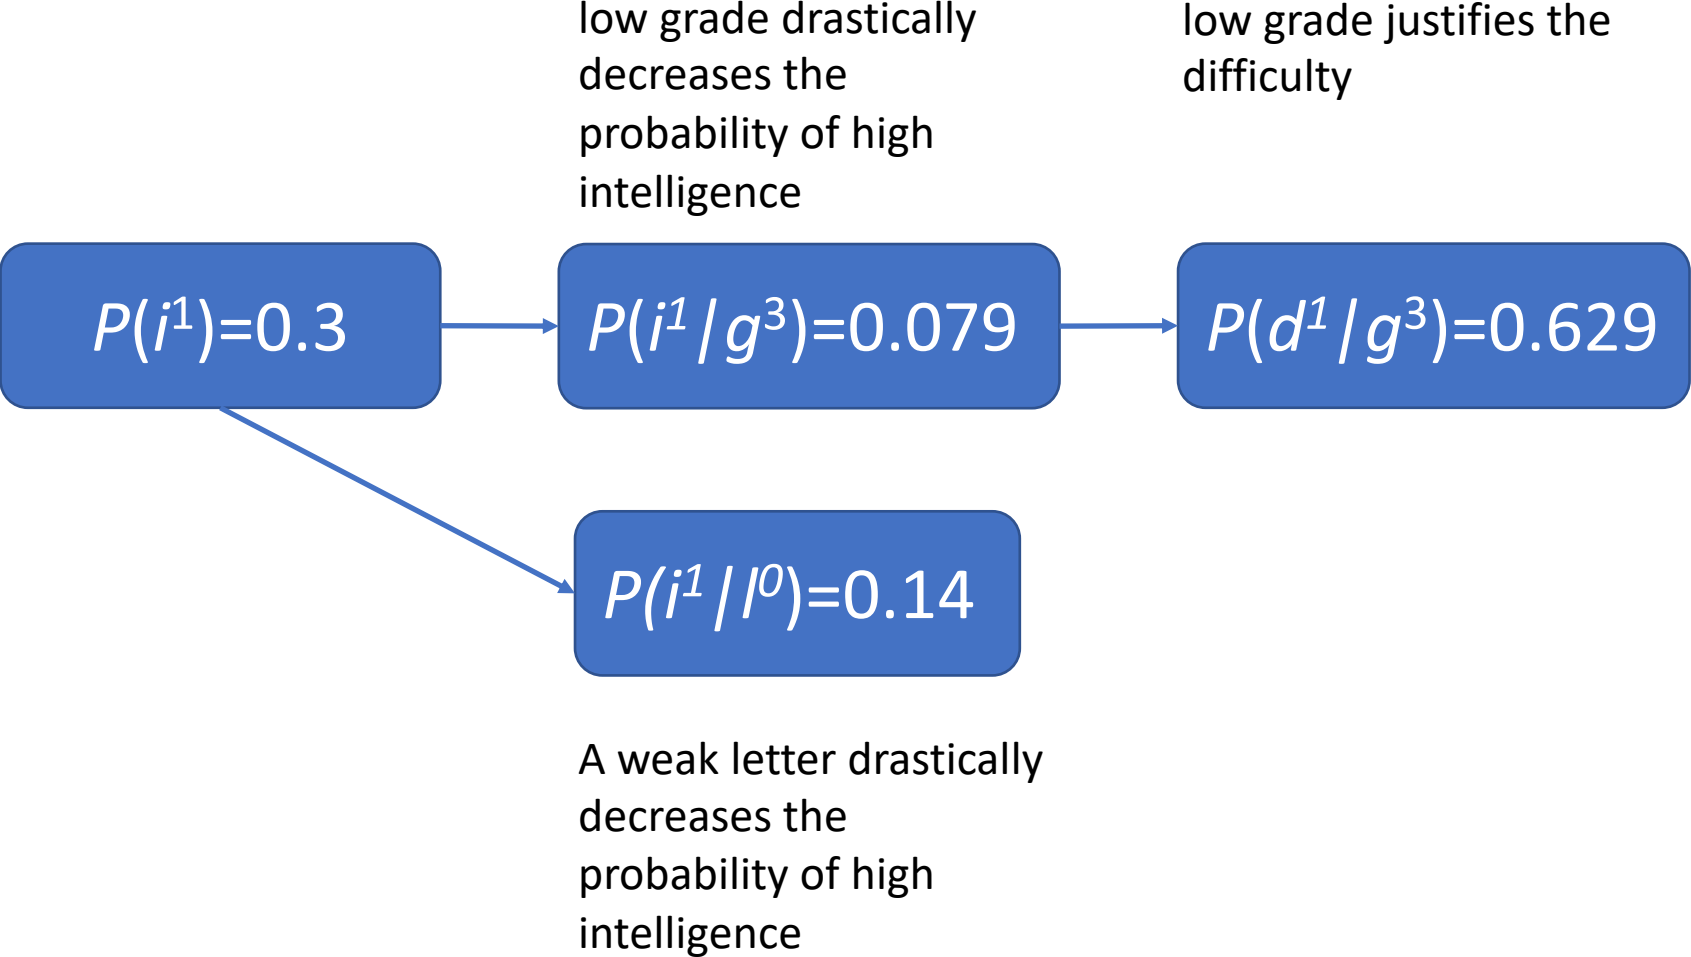 low grade drastically
decreases the
probability of high
intelligence
low grade justifies the
difficulty
P(i¹)=0.3
P(i¹/g³)=0.079
P(d¹/g³)=0.629
P(i¹/l⁰)=0.14
A weak letter drastically
decreases the
probability of high
intelligence